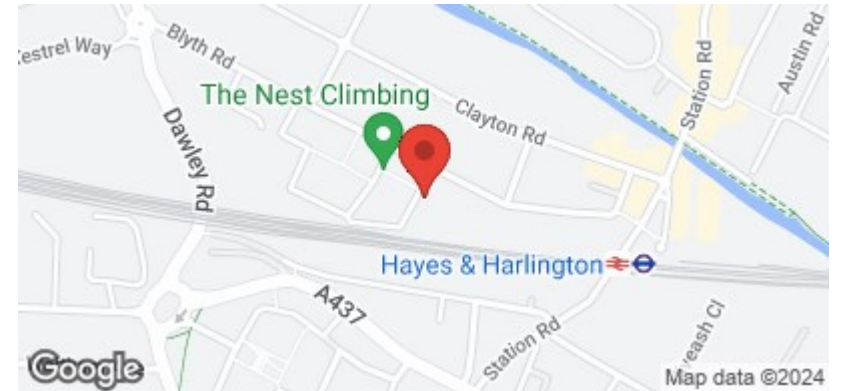 Kestrel Way
Blyth Rd
The Nest Climbing
Clayton Rd
Station Rd
Austin Rd
Dawley Rd
Hayes & Harlington
A437
Station Rd
Cl
Google
Map data ©2024